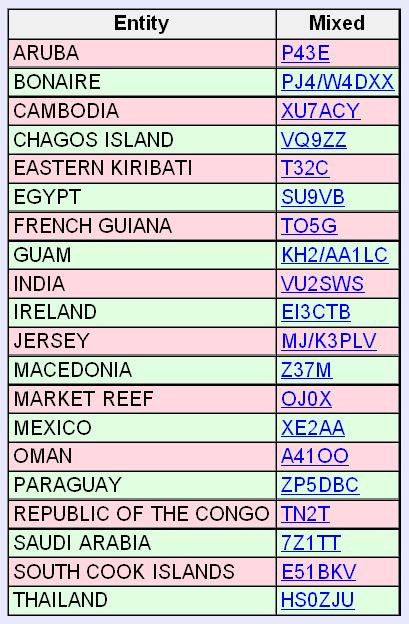 Entity Mixed
ARUBA P43E
BONAIRE PJ4/W4DXX
CAMBODIA XU7ACY
CHAGOS ISLAND VQ9ZZ
EASTERN KIRIBATI T32C
EGYPT SU9VB
FRENCH GUIANA TO5G
GUAM KH2/AA1LC
INDIA VU2SWS
IRELAND EI3CTB
JERSEY MJ/K3PLV
MACEDONIA Z37M
MARKET REEF OJ0X
MEXICO XE2AA
OMAN A41OO
PARAGUAY ZP5DBC
REPUBLIC OF THE CONGO TN2T
SAUDI ARABIA 7Z1TT
SOUTH COOK ISLANDS E51BKV
THAILAND HS0ZJU